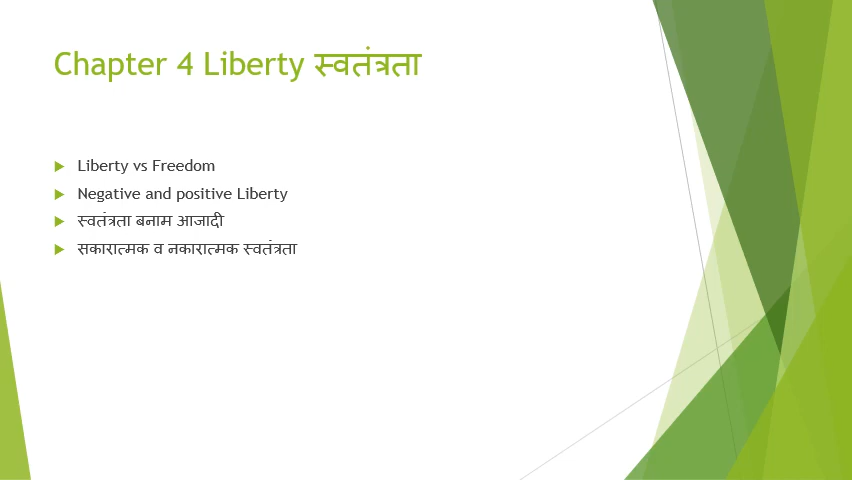 Chapter 4 Liberty स्वतंत्रता
Liberty vs Freedom
Negative and positive Liberty
स्वतंत्रता बनाम आजादी
सकारात्मक व नकारात्मक स्वतंत्रता